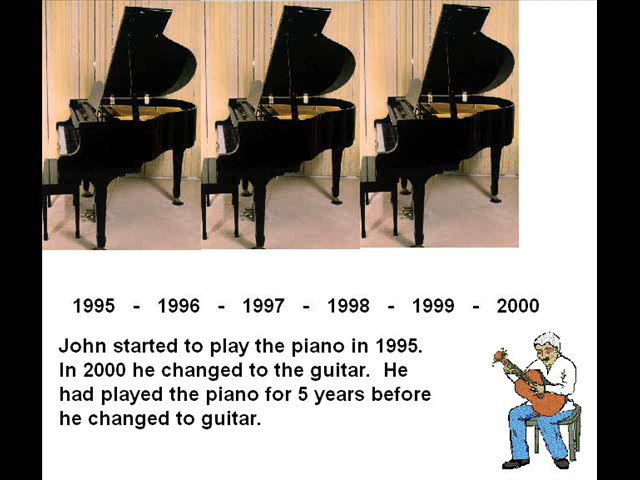 1995 - 1996 - 1997 - 1998 - 1999 - 2000
John started to play the piano in 1995.
In 2000 he changed to the guitar. He
had played the piano for 5 years before
he changed to guitar.